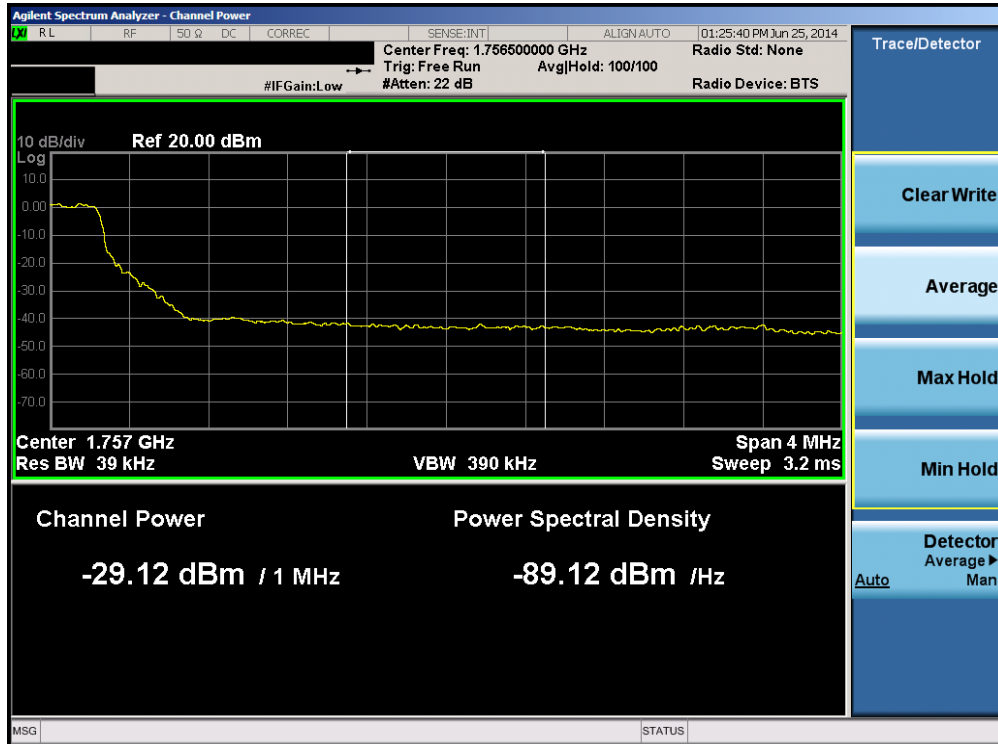 Agilent Spectrum Analyzer - Channel Power
LXI RL RF 50 Ω DC CORREC SENSE:INT ALIGN AUTO 01:25:40 PM Jun 25, 2014
Center Freq: 1.756500000 GHz Radio Std: None
Trig: Free Run Avg|Hold: 100/100
#IFGain:Low #Atten: 22 dB Radio Device: BTS
Trace/Detector
10 dB/div Ref 20.00 dBm
Log
10.0
0.00
-10.0
-20.0
-30.0
-40.0
-50.0
-60.0
-70.0
Center 1.757 GHz Span 4 MHz
Res BW 39 kHz VBW 390 kHz Sweep 3.2 ms
Channel Power Power Spectral Density
-29.12 dBm / 1 MHz -89.12 dBm /Hz
Clear Write
Average
Max Hold
Min Hold
Detector
Average▶
Auto Man
MSG STATUS